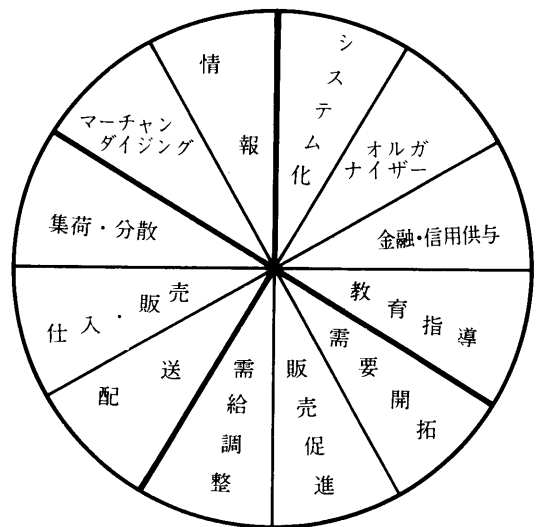 システム化
オルガ
ナイザー
金融・信用供与
教育指導
需要開拓
販売促進
需給調整
配送
仕入・販売
集荷・分散
マーチャン
ダイジング
情報